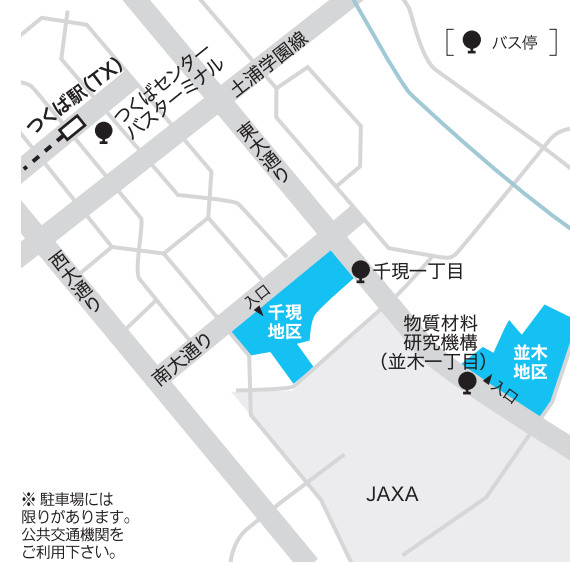 バス停
土浦学園線
つくば駅(TX)
つくばセンター
バスターミナル
東大通り
西大通り
千現一丁目
入口
千現
地区
物質材料
研究機構
(並木一丁目)
並木
地区
入口
南大通り
JAXA
※ 駐車場には
限りがあります。
公共交通機関を
ご利用下さい。